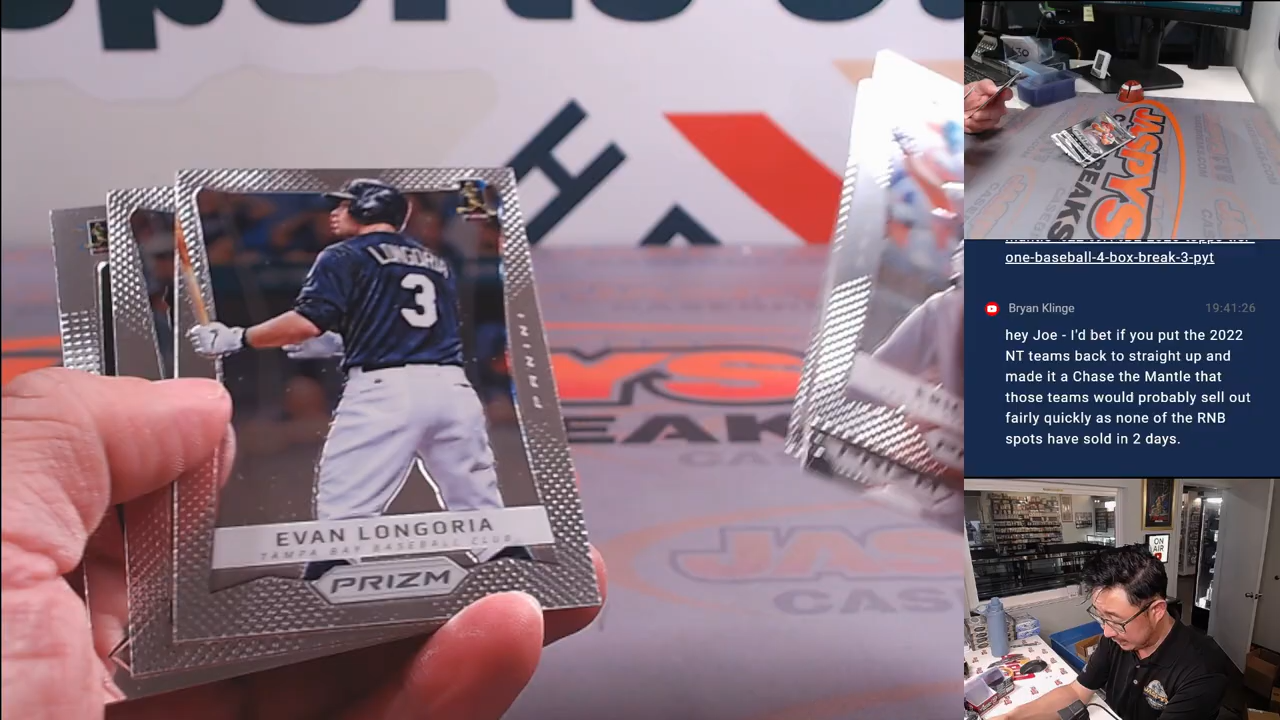 LONGORIA
3
PANINI
EVAN LONGORIA
TAMPA BAY BASEBALL CLUB
PRIZM
JASPYS
one-baseball-4-box-break-3-pyt
Bryan Klinge
19:41:26
hey Joe - I'd bet if you put the 2022
NT teams back to straight up and
made it a Chase the Mantle that
those teams would probably sell out
fairly quickly as none of the RNB
spots have sold in 2 days.
ON
AIR